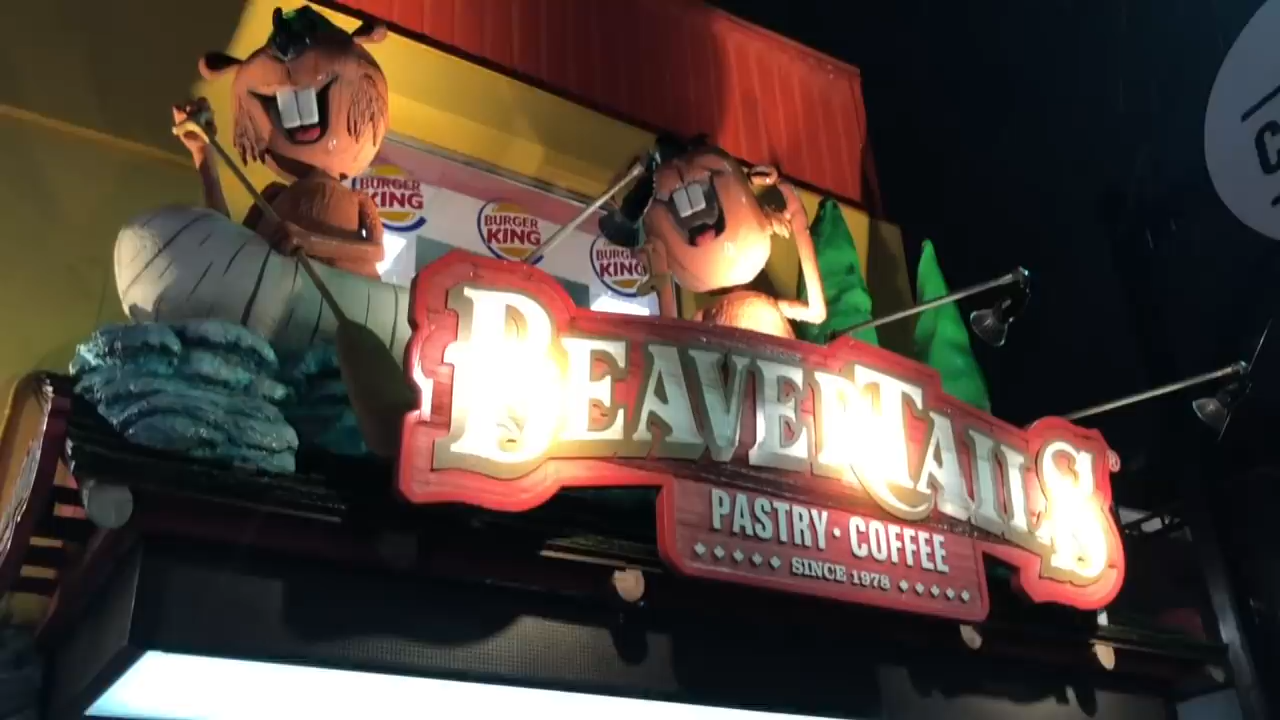 BURGER
KING
BURGER
KING
BURGER
KING
BEAVERTAILS®
PASTRY · COFFEE
SINCE 1978